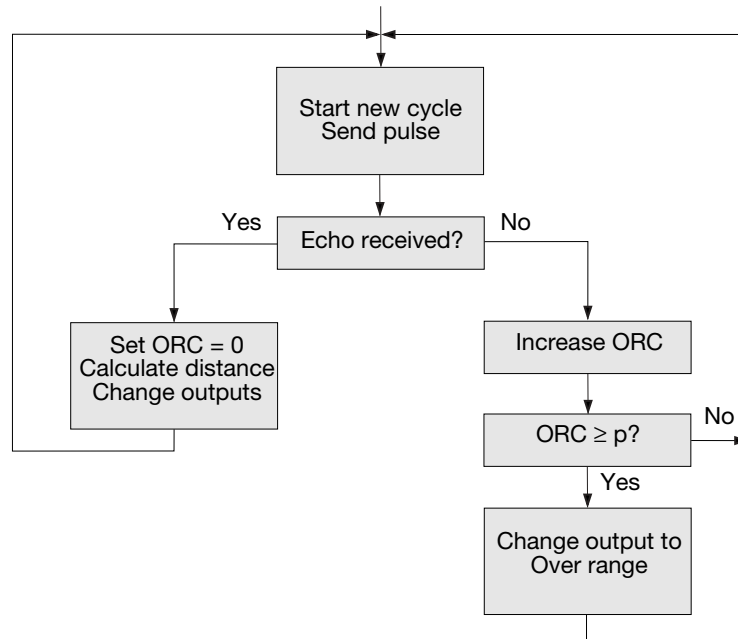 Start new cycle
Send pulse
Yes
Echo received?
No
Set ORC = 0
Calculate distance
Change outputs
Increase ORC
ORC ≥ p?
No
Yes
Change output to
Over range